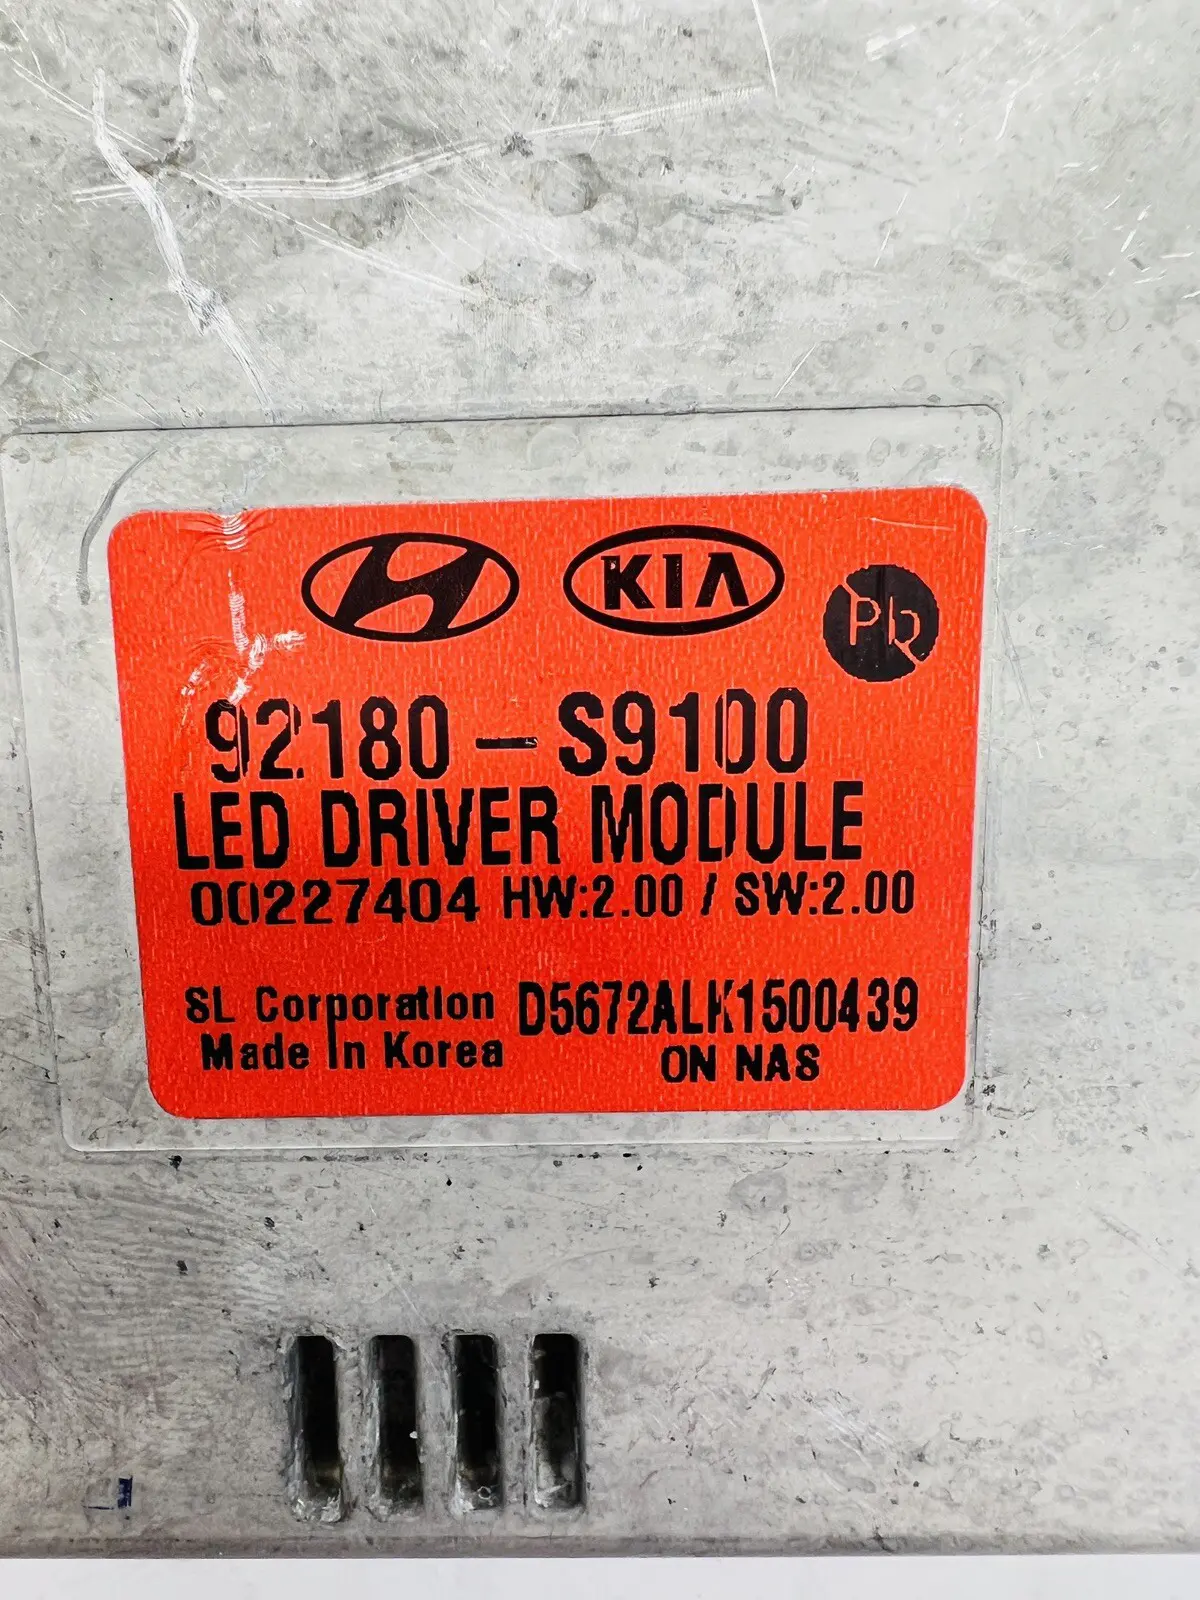 KIA
Pb
92180-S9100
LED DRIVER MODULE
00227404 HW:2.00 / SW:2.00
SL Corporation D5672ALK1500439
Made In Korea ON NAS